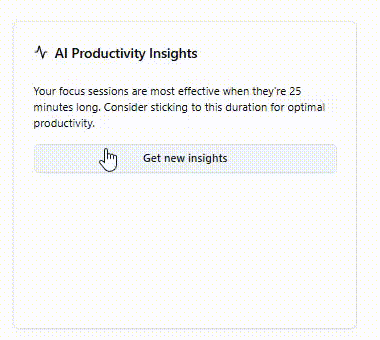 AI Productivity Insights
Your focus sessions are most effective when they're 25
minutes long. Consider sticking to this duration for optimal
productivity.
Get new insights